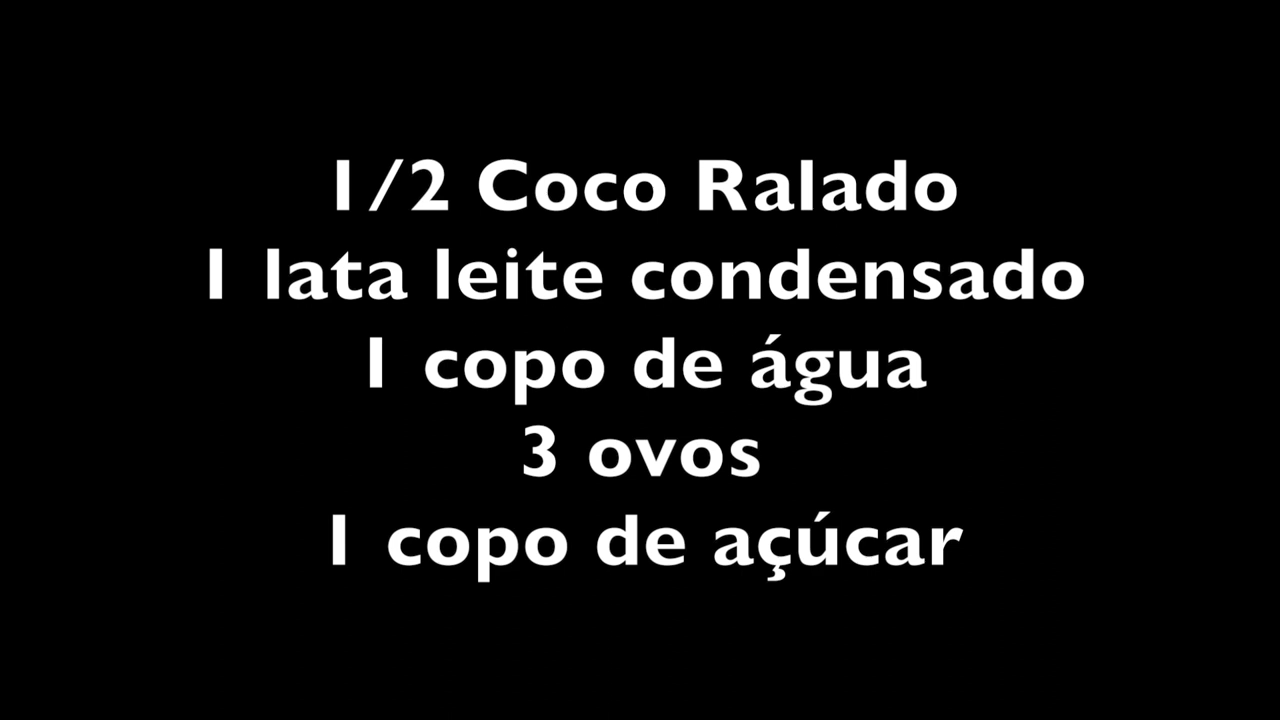 1/2 Coco Ralado
1 lata leite condensado
1 copo de água
3 ovos
1 copo de açúcar